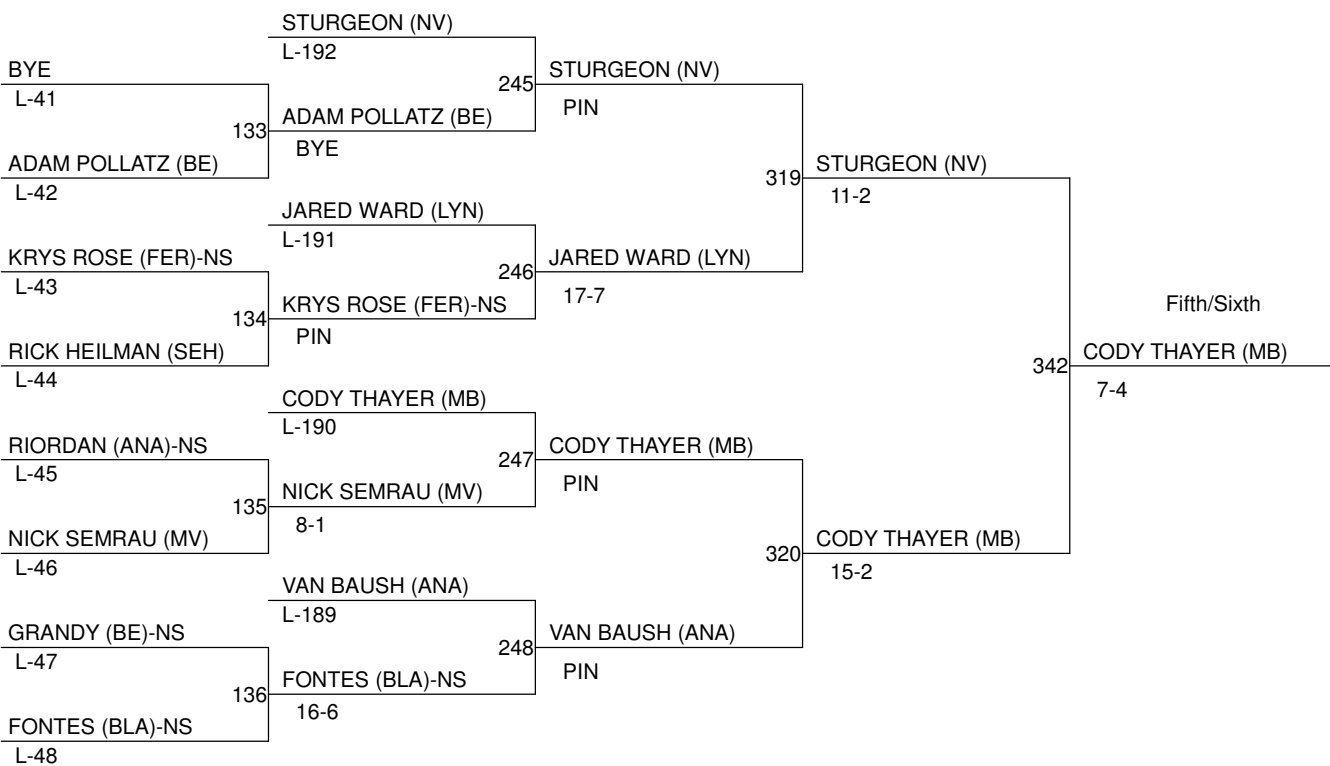 STURGEON (NV)
L-192
BYE
L-41
245
STURGEON (NV)
PIN
133
ADAM POLLATZ (BE)
BYE
ADAM POLLATZ (BE)
L-42
319
STURGEON (NV)
11-2
JARED WARD (LYN)
L-191
KRYS ROSE (FER)-NS
L-43
246
JARED WARD (LYN)
17-7
134
KRYS ROSE (FER)-NS
PIN
Fifth/Sixth
RICK HEILMAN (SEH)
L-44
342
CODY THAYER (MB)
7-4
CODY THAYER (MB)
L-190
RIORDAN (ANA)-NS
L-45
247
CODY THAYER (MB)
PIN
135
NICK SEMRAU (MV)
8-1
NICK SEMRAU (MV)
L-46
320
CODY THAYER (MB)
15-2
VAN BAUSH (ANA)
L-189
GRANDY (BE)-NS
L-47
248
VAN BAUSH (ANA)
PIN
136
FONTES (BLA)-NS
16-6
FONTES (BLA)-NS
L-48